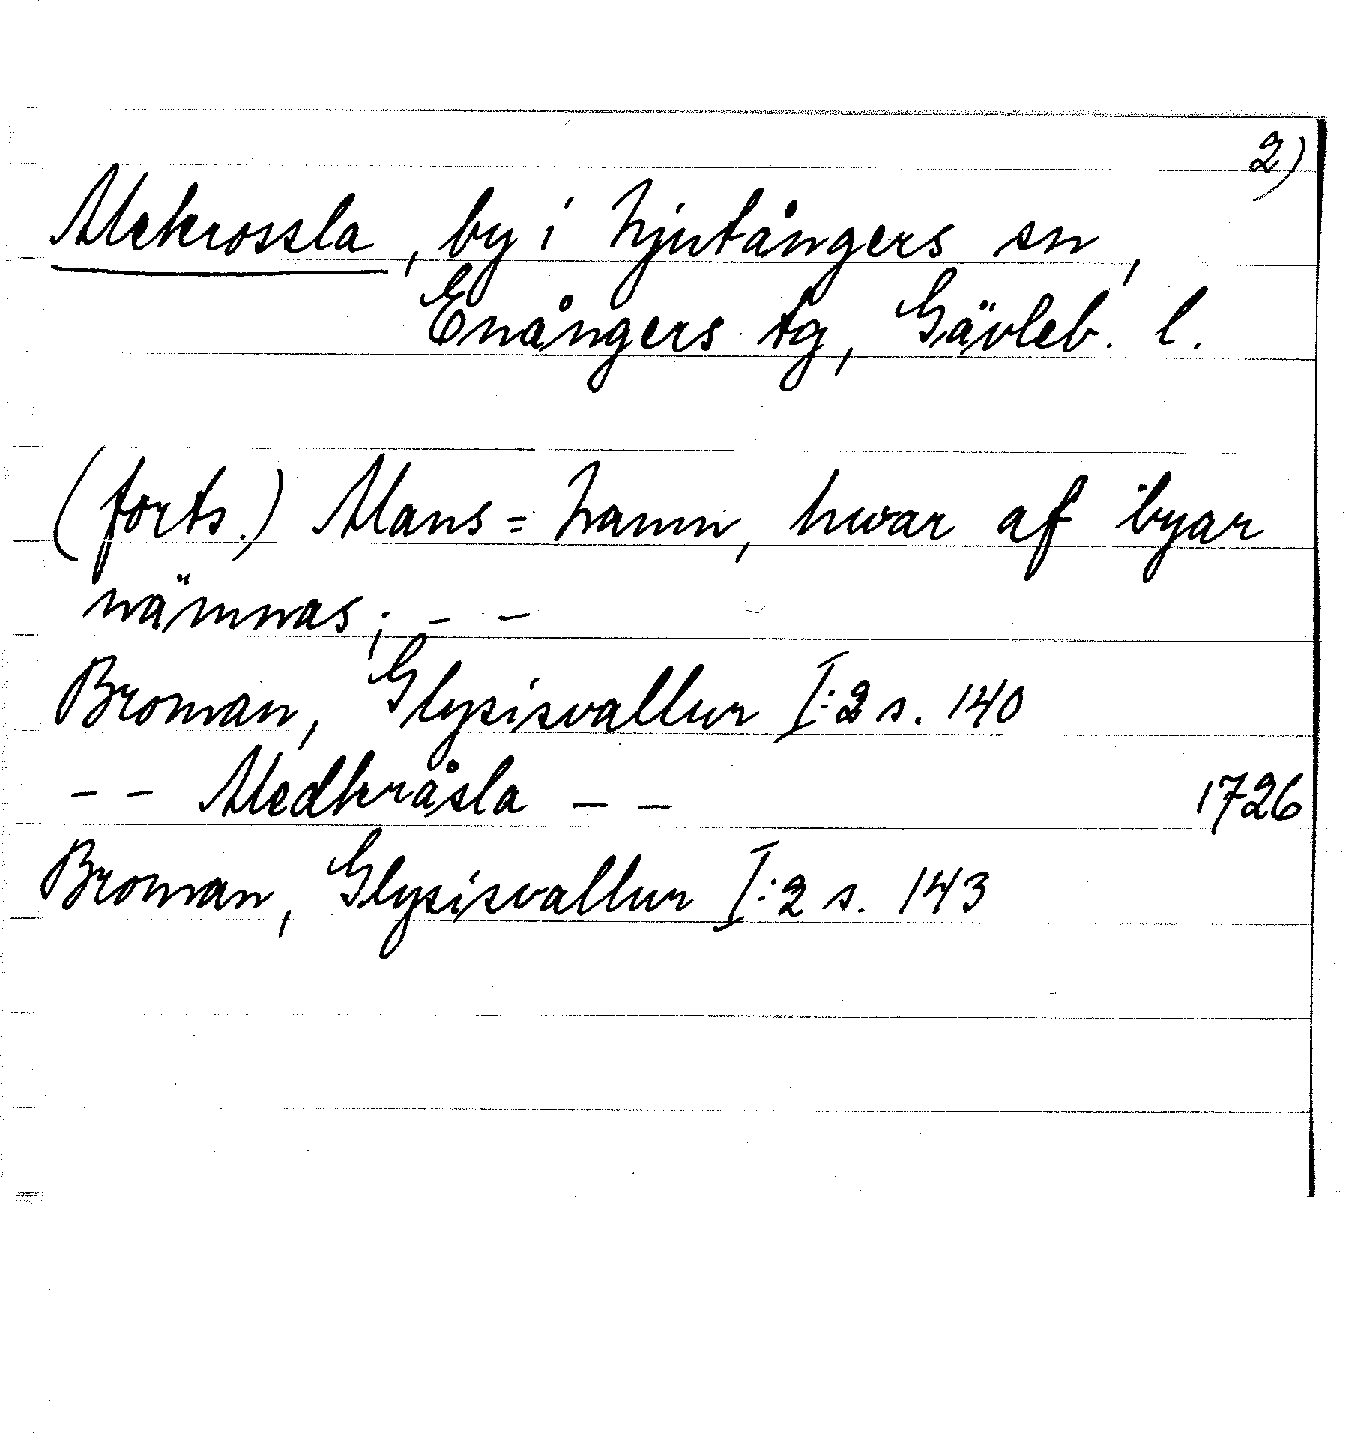 2)
Mekrossla, by i Njutångers sn,
Enångers tg, Gävleb. l.
(forts.) Mans=Namn, hwar af byar
nämnas; - -
Broman, Glysisvallur I:2 s. 140
- - Medkråsla - - 1726
Broman, Glysisvallur I:2 s. 143